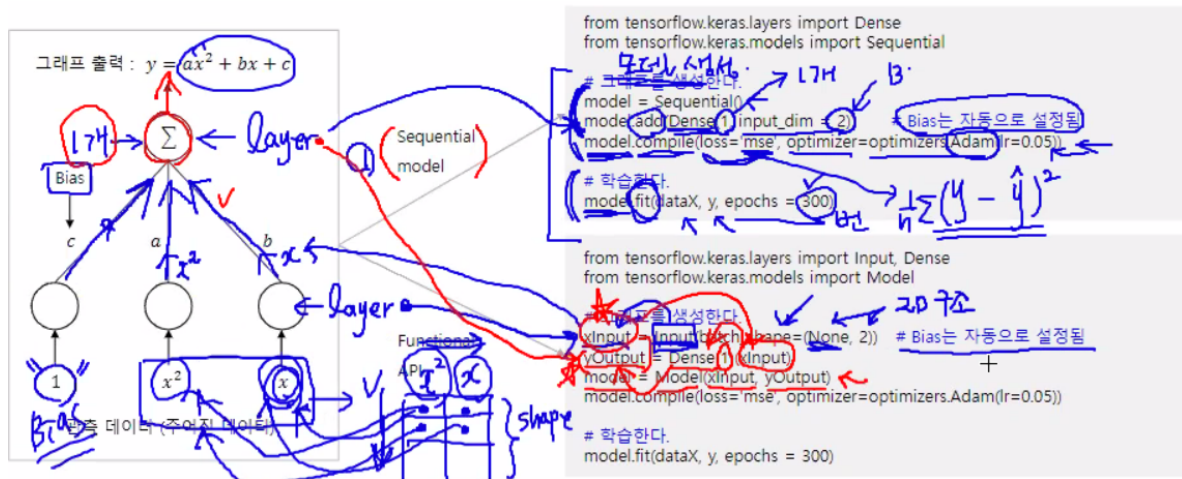 그래프 출력 : y = ax² + bx + c
1개
Σ
layer
Bias
c
a
b
x²
x
layer
1
x²
x
Bias
관측 데이터 (주어진 데이터)
1)
Sequential
model
Functional
API
x²
x
shape
from tensorflow.keras.layers import Dense
from tensorflow.keras.models import Sequential
모델 생성.
1개
# 그래프를 생성한다.
model = Sequential()
model.add(Dense(1, input_dim = 2)) # Bias는 자동으로 설정됨
model.compile(loss='mse', optimizer=optimizers.Adam(lr=0.05))
# 학습한다.
model.fit(dataX, y, epochs = 300)
번
1/n Σ(y - ŷ)²
from tensorflow.keras.layers import Input, Dense
from tensorflow.keras.models import Model
2D 구조
# 그래프를 생성한다.
xInput = Input(batch_shape=(None, 2)) # Bias는 자동으로 설정됨
yOutput = Dense(1)(xInput)
model = Model(xInput, yOutput)
model.compile(loss='mse', optimizer=optimizers.Adam(lr=0.05))
# 학습한다.
model.fit(dataX, y, epochs = 300)